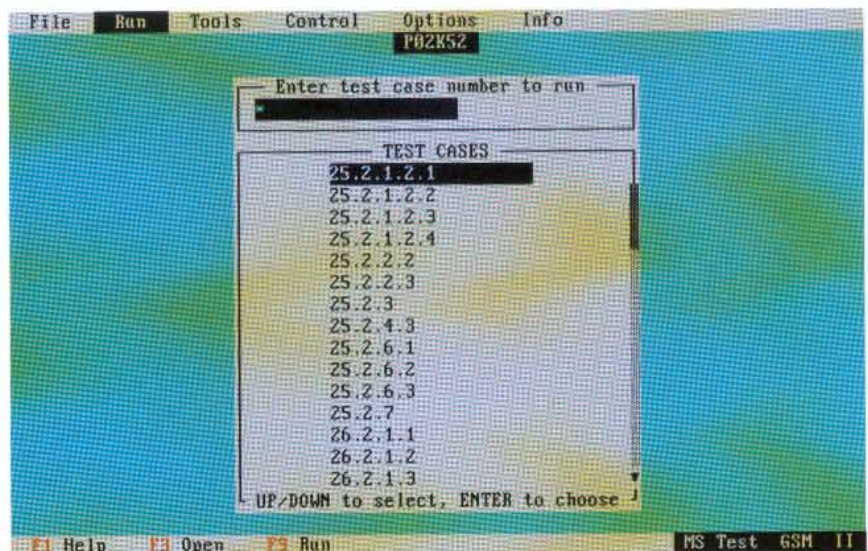 File Run Tools Control Options Info
P02K52
Enter test case number to run
TEST CASES
25.2.1.2.1
25.2.1.2.2
25.2.1.2.3
25.2.1.2.4
25.2.2.2
25.2.2.3
25.2.3
25.2.4.3
25.2.6.1
25.2.6.2
25.2.6.3
25.2.7
26.2.1.1
26.2.1.2
26.2.1.3
UP/DOWN to select, ENTER to choose
F1 Help F3 Open F9 Run MS Test GSM II